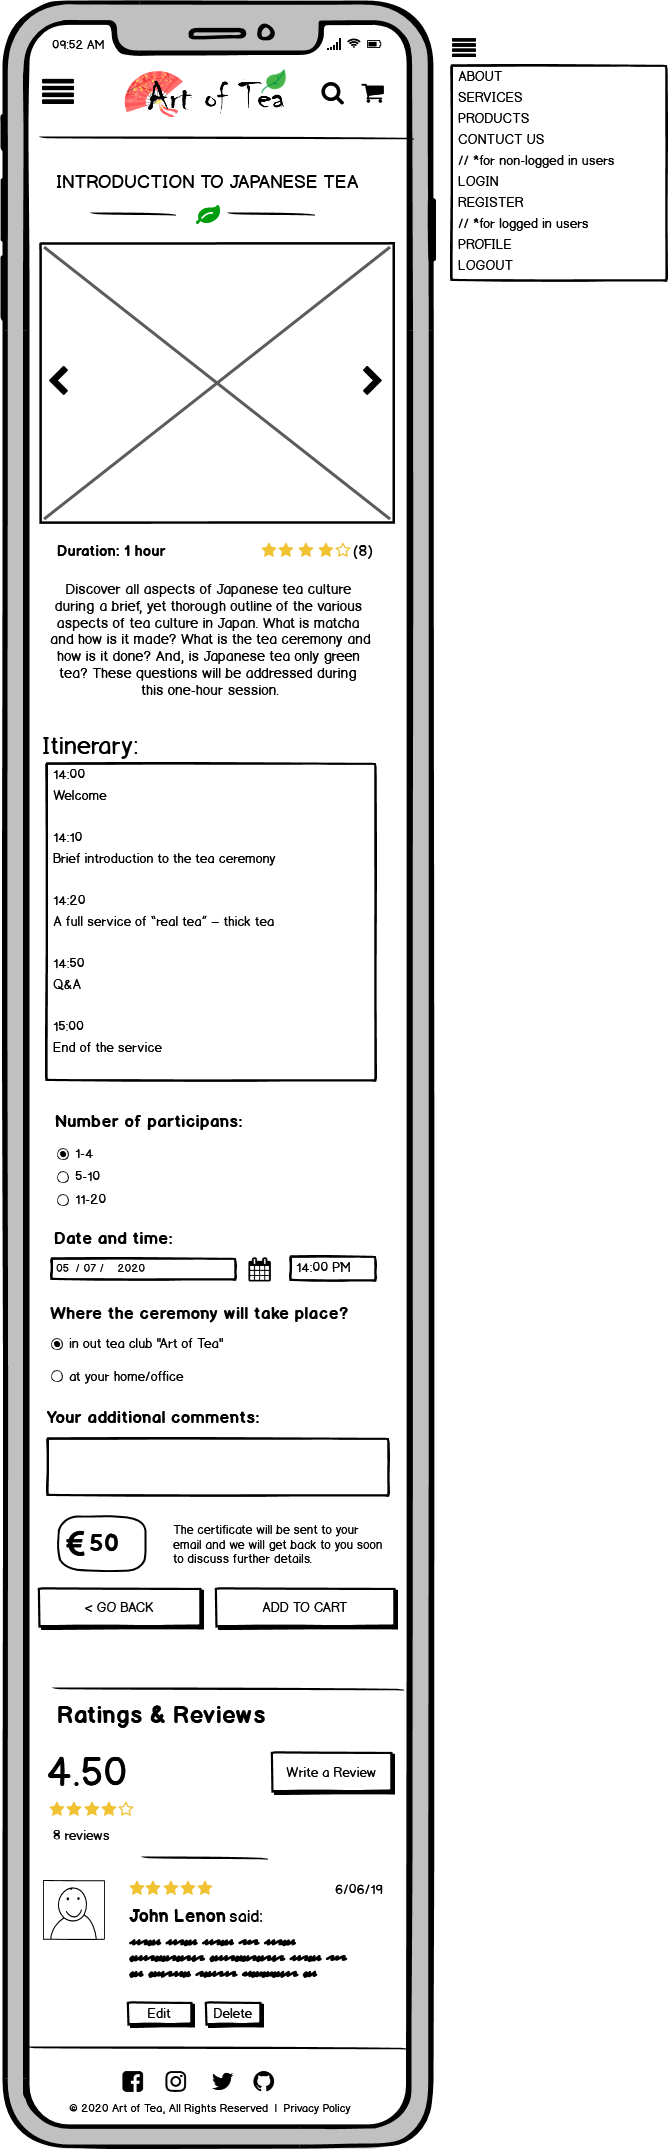 09:52 AM
Art of Tea
INTRODUCTION TO JAPANESE TEA
Duration: 1 hour
(8)
Discover all aspects of Japanese tea culture
during a brief, yet thorough outline of the various
aspects of tea culture in Japan. What is matcha
and how is it made? What is the tea ceremony and
how is it done? And, is Japanese tea only green
tea? These questions will be addressed during
this one-hour session.
Itinerary:
14:00
Welcome
14:10
Brief introduction to the tea ceremony
14:20
A full service of “real tea” – thick tea
14:50
Q&A
15:00
End of the service
Number of participans:
1-4
5-10
11-20
Date and time:
05 / 07 / 2020
14:00 PM
Where the ceremony will take place?
in out tea club "Art of Tea"
at your home/office
Your additional comments:
€ 50
The certificate will be sent to your
email and we will get back to you soon
to discuss further details.
< GO BACK
ADD TO CART
Ratings & Reviews
4.50
Write a Review
8 reviews
6/06/19
John Lenon said:
Edit
Delete
© 2020 Art of Tea, All Rights Reserved | Privacy Policy
ABOUT
SERVICES
PRODUCTS
CONTUCT US
// *for non-logged in users
LOGIN
REGISTER
// *for logged in users
PROFILE
LOGOUT